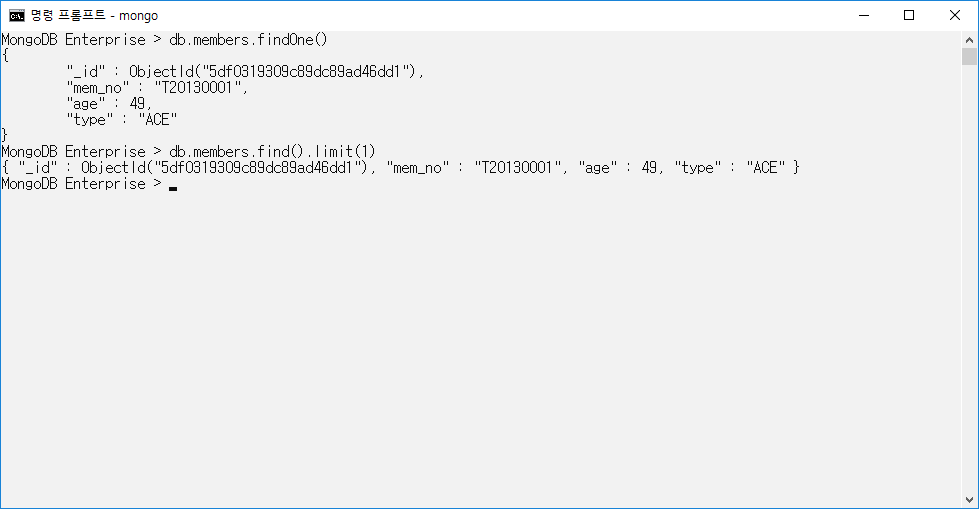 명령 프롬프트 - mongo
MongoDB Enterprise > db.members.findOne()
{
        "_id" : ObjectId("5df0319309c89dc89ad46dd1"),
        "mem_no" : "T20130001",
        "age" : 49,
        "type" : "ACE"
}
MongoDB Enterprise > db.members.find().limit(1)
{ "_id" : ObjectId("5df0319309c89dc89ad46dd1"), "mem_no" : "T20130001", "age" : 49, "type" : "ACE" }
MongoDB Enterprise >